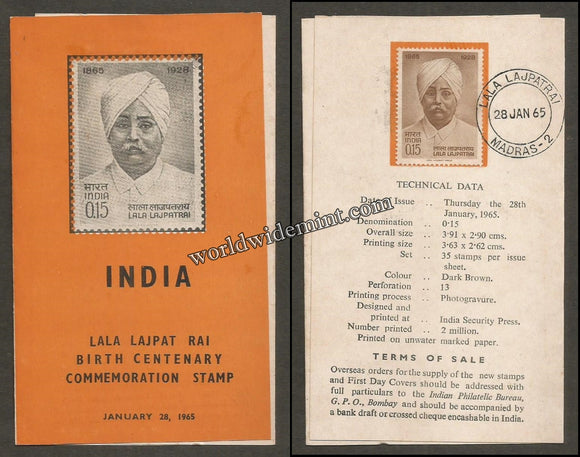 1865 1928
भारत
INDIA
0.15
लाला लाजपतराय
LALA LAJPATRAI
INDIA
LALA LAJPAT RAI
BIRTH CENTENARY
COMMEMORATION STAMP
JANUARY 28, 1965
1865 1928
भारत
INDIA
0.15
लाला लाजपतराय
LALA LAJPATRAI
LALA LAJPATRAI
28 JAN 65
MADRAS-2
TECHNICAL DATA
Date of Issue .. Thursday the 28th
January, 1965.
Denomination .. 0·15
Overall size .. 3·91 x 2·90 cms.
Printing size .. 3·63 x 2·62 cms.
Set .. 35 stamps per issue
sheet.
Colour .. Dark Brown.
Perforation .. 13
Printing process .. Photogravure.
Designed and
printed at .. India Security Press.
Number printed .. 2 million.
Printed on unwater marked paper.
TERMS OF SALE
Overseas orders for the supply of the new stamps
and First Day Covers should be addressed with
full particulars to the Indian Philatelic Bureau,
G. P. O., Bombay and should be accompanied by
a bank draft or crossed cheque encashable in India.
worldwidemint.com